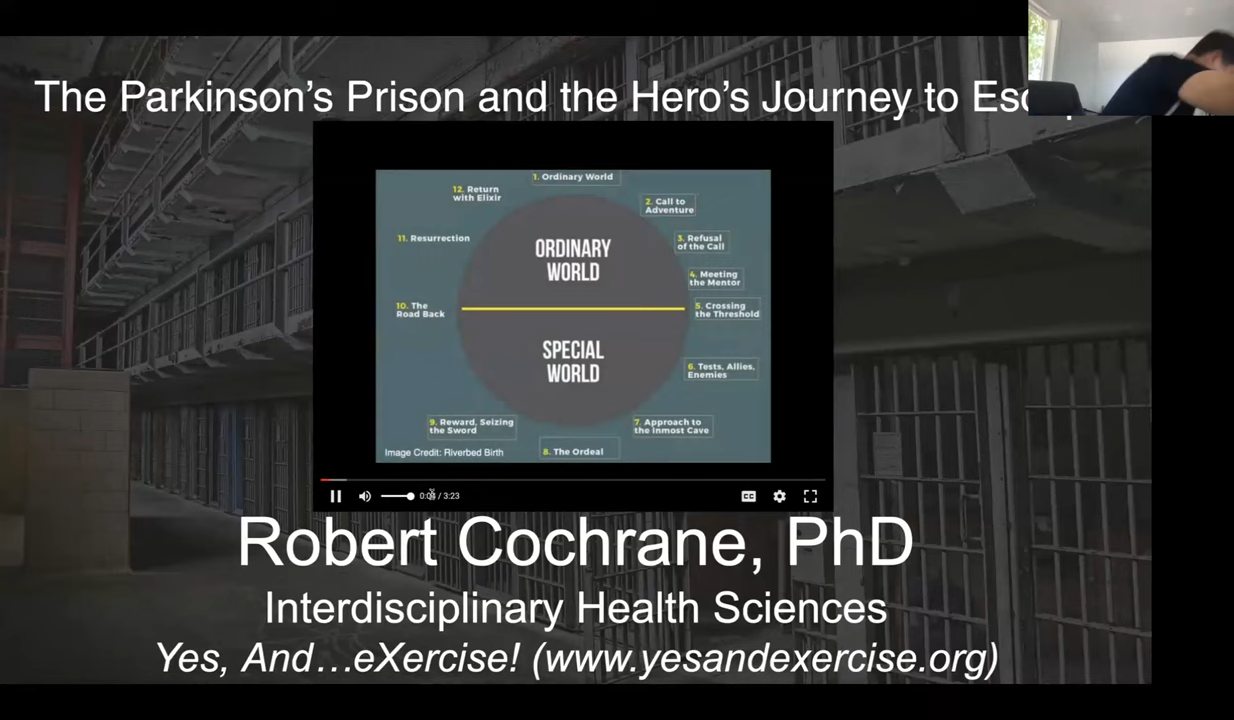 The Parkinson's Prison and the Hero's Journey to
1. Ordinary World
12. Return
with Elixir
2. Call to
Adventure
11. Resurrection
3. Refusal
of the Call
ORDINARY
WORLD
4. Meeting
the Mentor
10. The
Road Back
5. Crossing
the Threshold
SPECIAL
WORLD
6. Tests, Allies,
Enemies
9. Reward, Seizing
the Sword
7. Approach to
the Inmost Cave
Image Credit: Riverbed Birth
8. The Ordeal
/ 3:23
CC
Robert Cochrane, PhD
Interdisciplinary Health Sciences
Yes, And...eXercise! (www.yesandexercise.org)